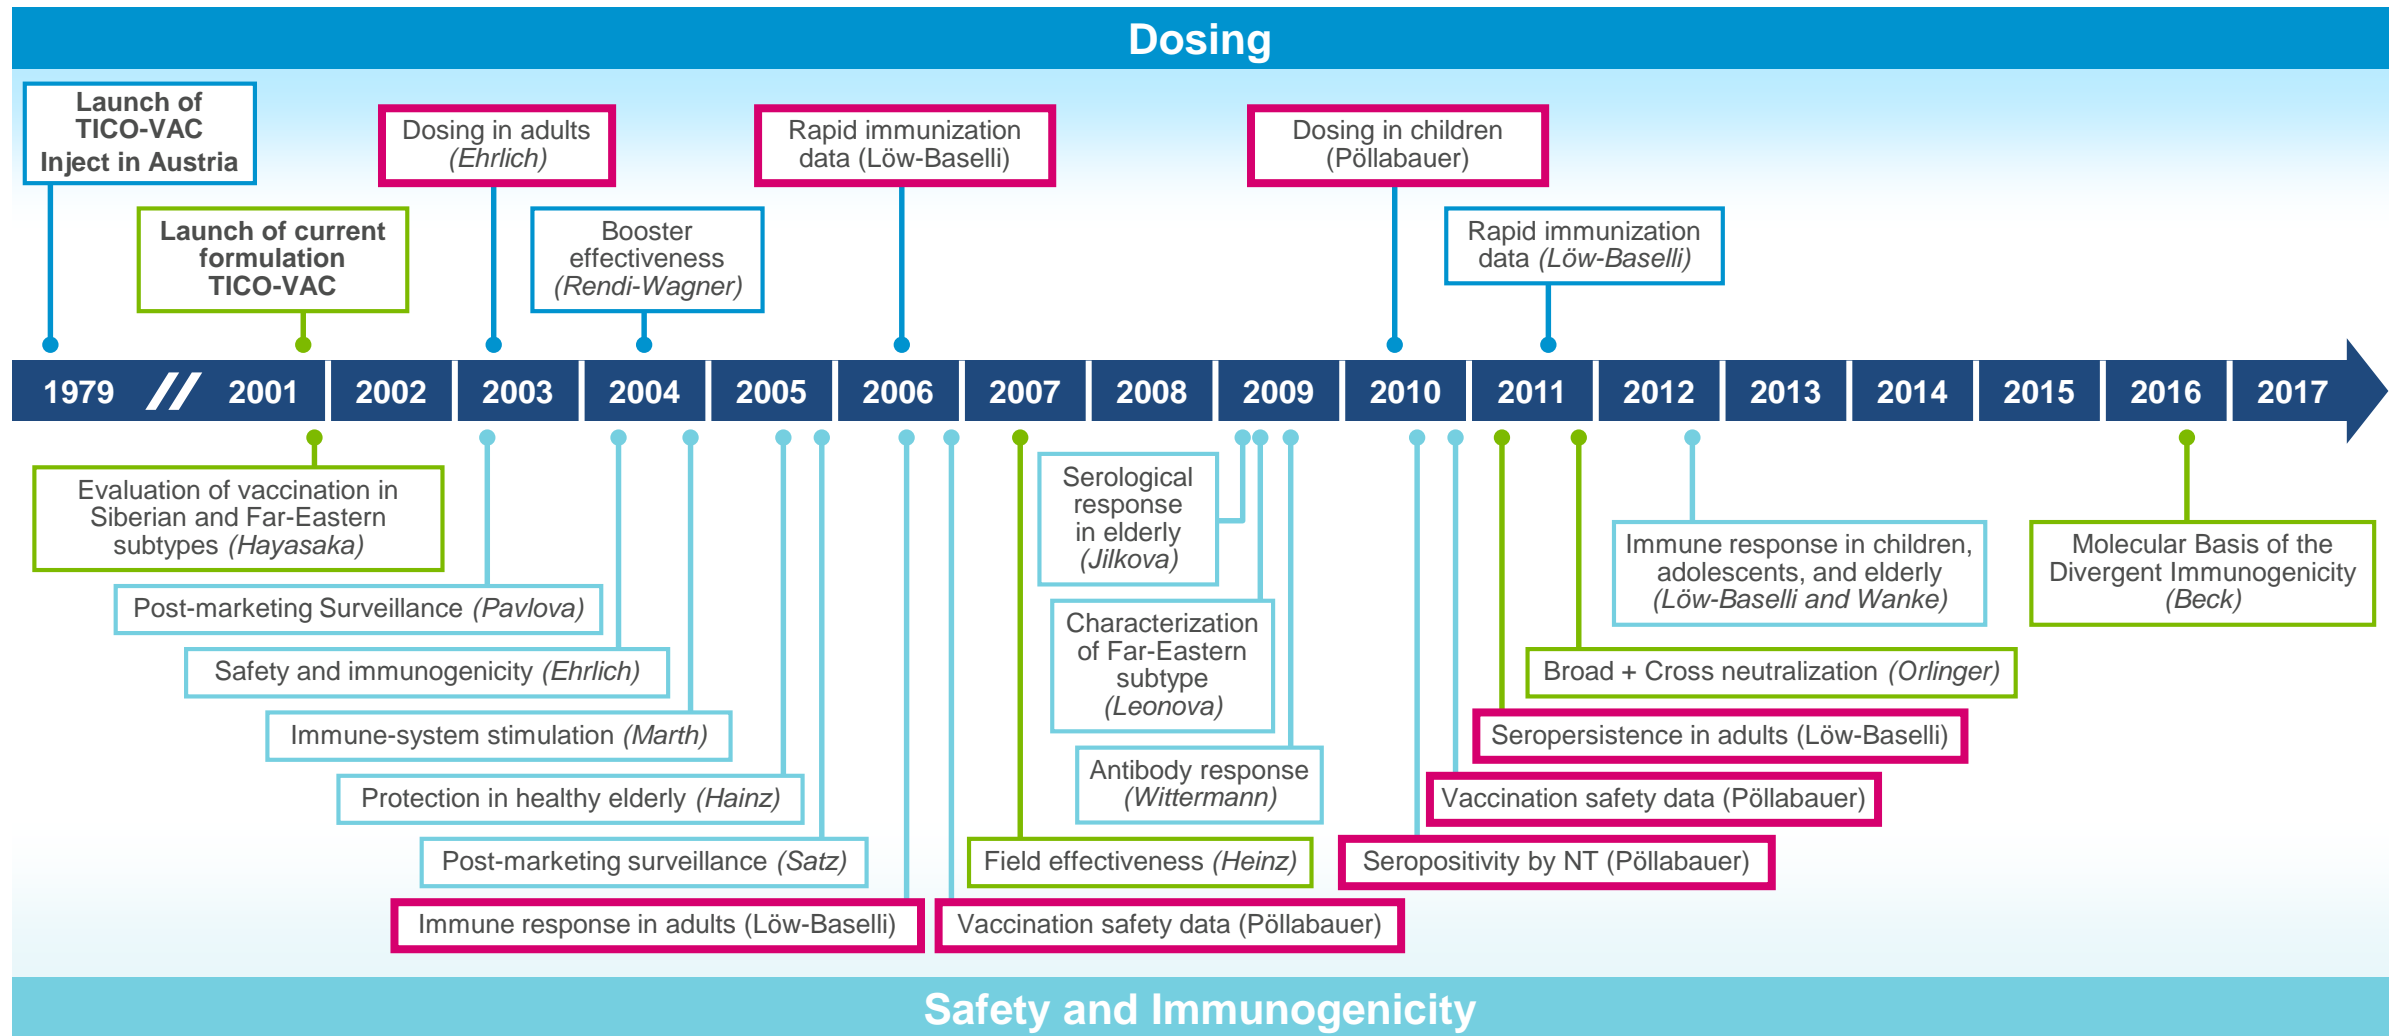 Dosing
Launch of
TICO-VAC
Inject in Austria
Dosing in adults
(Ehrlich)
Rapid immunization
data (Löw-Baselli)
Dosing in children
(Pöllabauer)
Launch of current
formulation
TICO-VAC
Booster
effectiveness
(Rendi-Wagner)
Rapid immunization
data (Löw-Baselli)
1979 // 2001 2002 2003 2004 2005 2006 2007 2008 2009 2010 2011 2012 2013 2014 2015 2016 2017
Evaluation of vaccination in
Siberian and Far-Eastern
subtypes (Hayasaka)
Post-marketing Surveillance (Pavlova)
Safety and immunogenicity (Ehrlich)
Immune-system stimulation (Marth)
Protection in healthy elderly (Hainz)
Post-marketing surveillance (Satz)
Immune response in adults (Löw-Baselli)
Vaccination safety data (Pöllabauer)
Field effectiveness (Heinz)
Serological
response
in elderly
(Jilkova)
Characterization
of Far-Eastern
subtype
(Leonova)
Antibody response
(Wittermann)
Seropositivity by NT (Pöllabauer)
Vaccination safety data (Pöllabauer)
Seropersistence in adults (Löw-Baselli)
Broad + Cross neutralization (Orlinger)
Immune response in children,
adolescents, and elderly
(Löw-Baselli and Wanke)
Molecular Basis of the
Divergent Immunogenicity
(Beck)
Safety and Immunogenicity